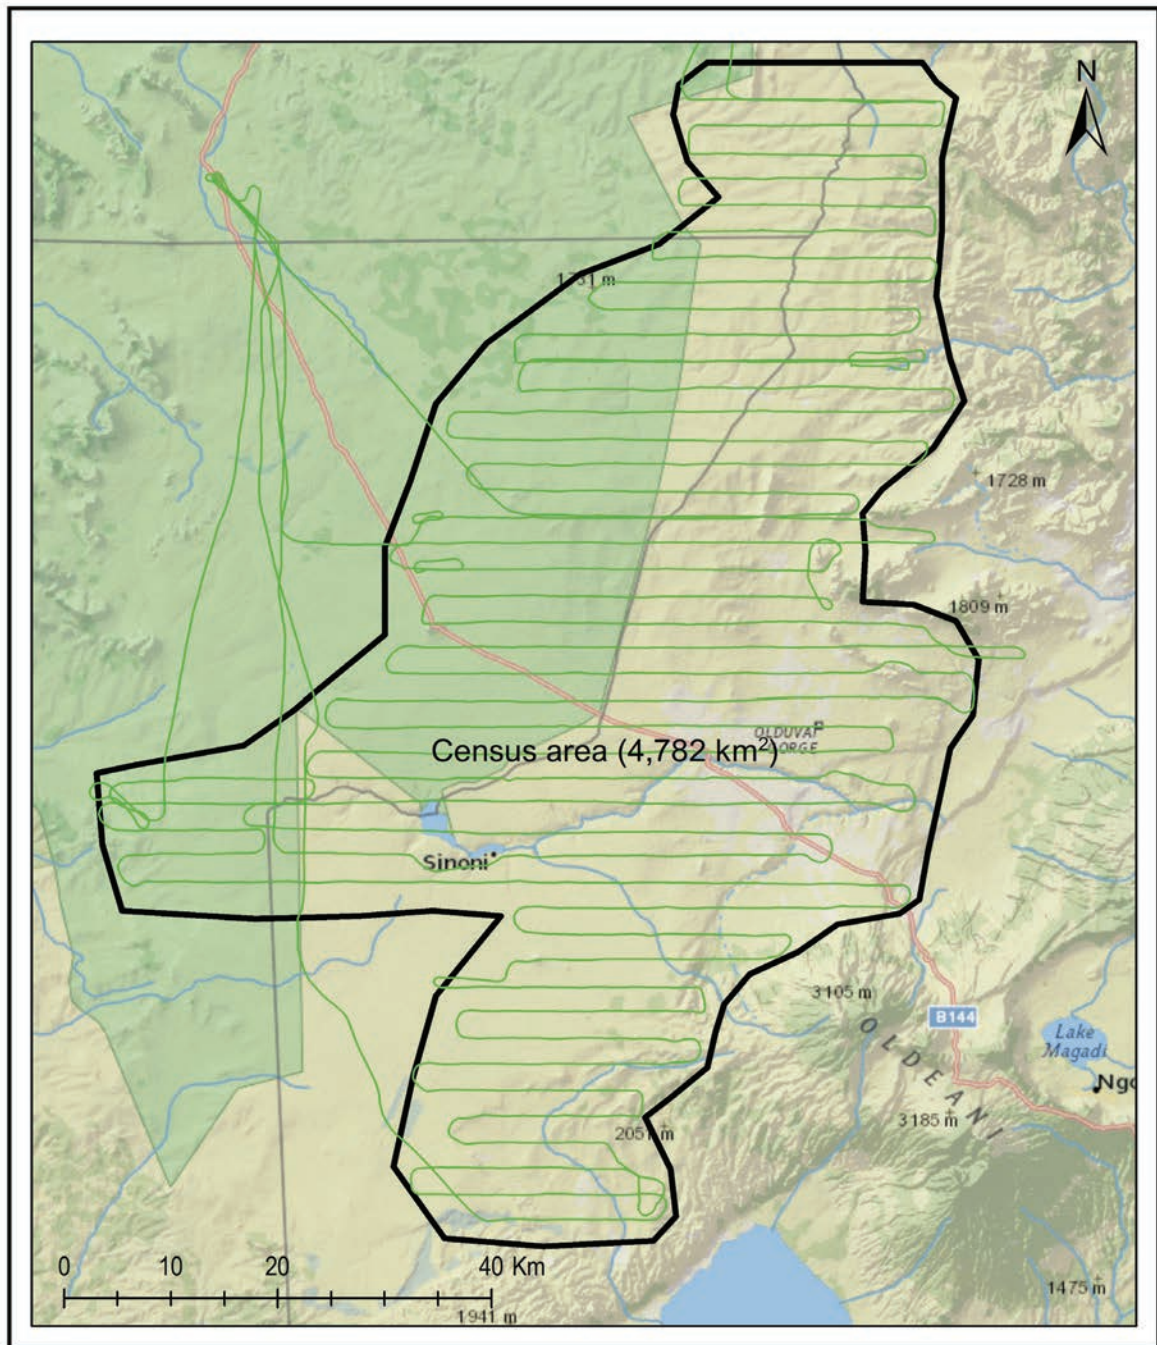 N
1731 m
1728 m
1809 m
OLDUVAI
GORGE
Census area (4,782 km²)
Sinoni
3105 m
B144
Lake
Magadi
OLDEANI
Ngo
3185 m
2051 m
0 10 20 40 Km
1475 m
1941 m